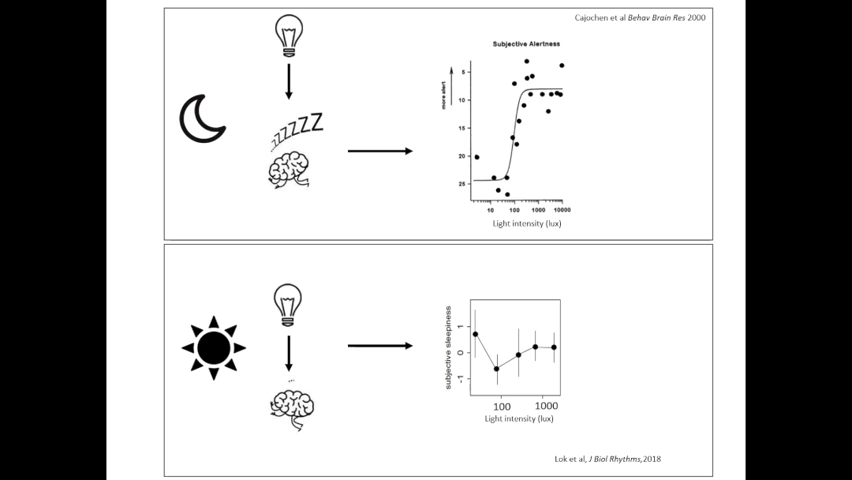 Cajochen et al Behav Brain Res 2000
Subjective Alertness
more alert
5
10
15
20
25
10
100
1000
10000
Light intensity (lux)
zzzzzZ
subjective sleepiness
1
0
-1
100
1000
Light intensity (lux)
Lok et al, J Biol Rhythms,2018